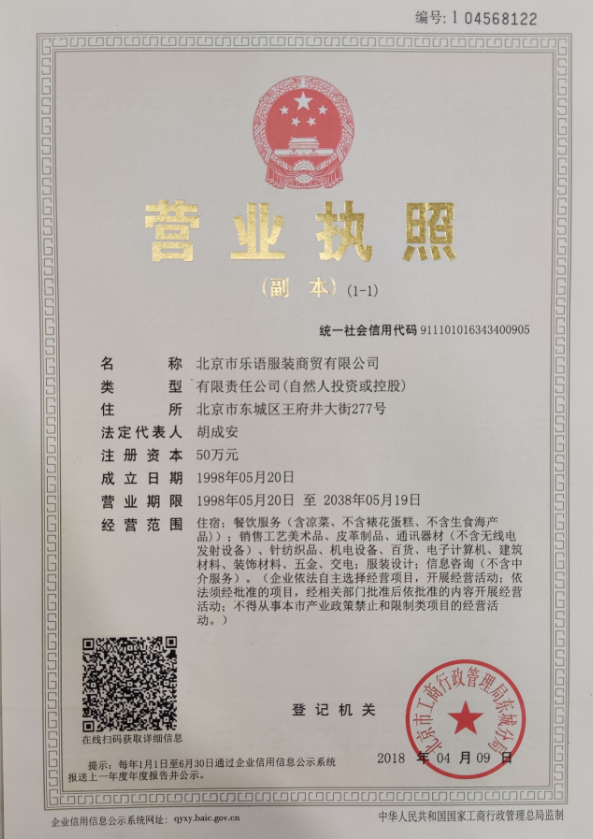 编号:1 04568122
营业执照
(副 本)(1-1)
统一社会信用代码 911101016343400905
名 称 北京市乐语服装商贸有限公司
类 型 有限责任公司(自然人投资或控股)
住 所 北京市东城区王府井大街277号
法定代表人 胡成安
注册资本 50万元
成立日期 1998年05月20日
营业期限 1998年05月20日 至 2038年05月19日
经营范围 住宿;餐饮服务(含凉菜、不含裱花蛋糕、不含生食海产
品));销售工艺美术品、皮革制品、通讯器材(不含无线电
发射设备)、针纺织品、机电设备、百货、电子计算机、建筑
材料、装饰材料、五金、交电;服装设计;信息咨询(不含中
介服务)。(企业依法自主选择经营项目,开展经营活动;依
法须经批准的项目,经相关部门批准后依批准的内容开展经营
活动;不得从事本市产业政策禁止和限制类项目的经营活
动。)
在线扫码获取详细信息
登记机关
北京市工商行政管理局东城分局
2018 年 04 月 09 日
提示:每年1月1日至6月30日通过企业信用信息公示系统
报送上一年度年度报告并公示。
企业信用信息公示系统网址: qyxy.baic.gov.cn
中华人民共和国国家工商行政管理总局监制